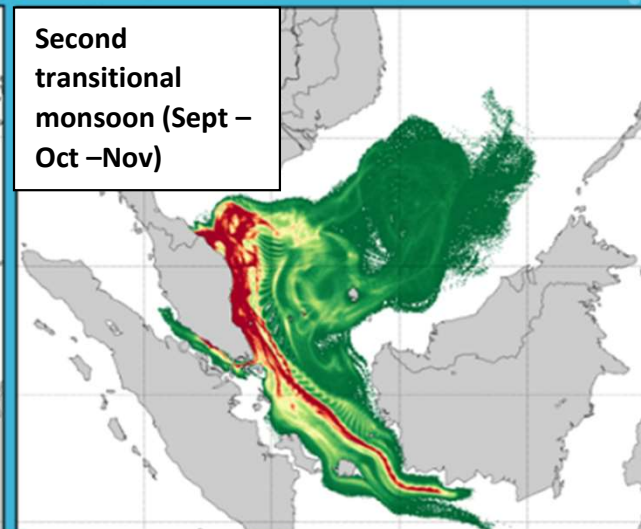 Second
transitional
monsoon (Sept –
Oct –Nov)